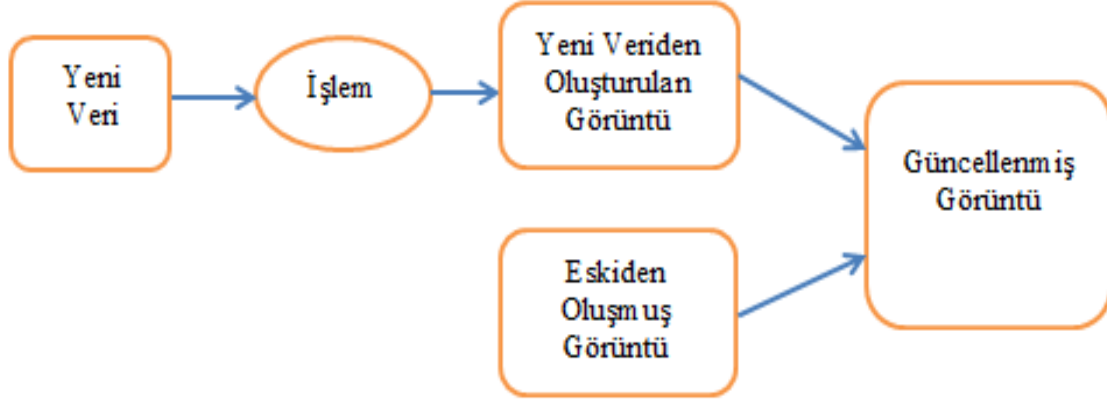 Yeni
Veri
İşlem
Yeni Veriden
Oluşturulan
Görüntü
Güncellenmiş
Görüntü
Eskiden
Oluşmuş
Görüntü